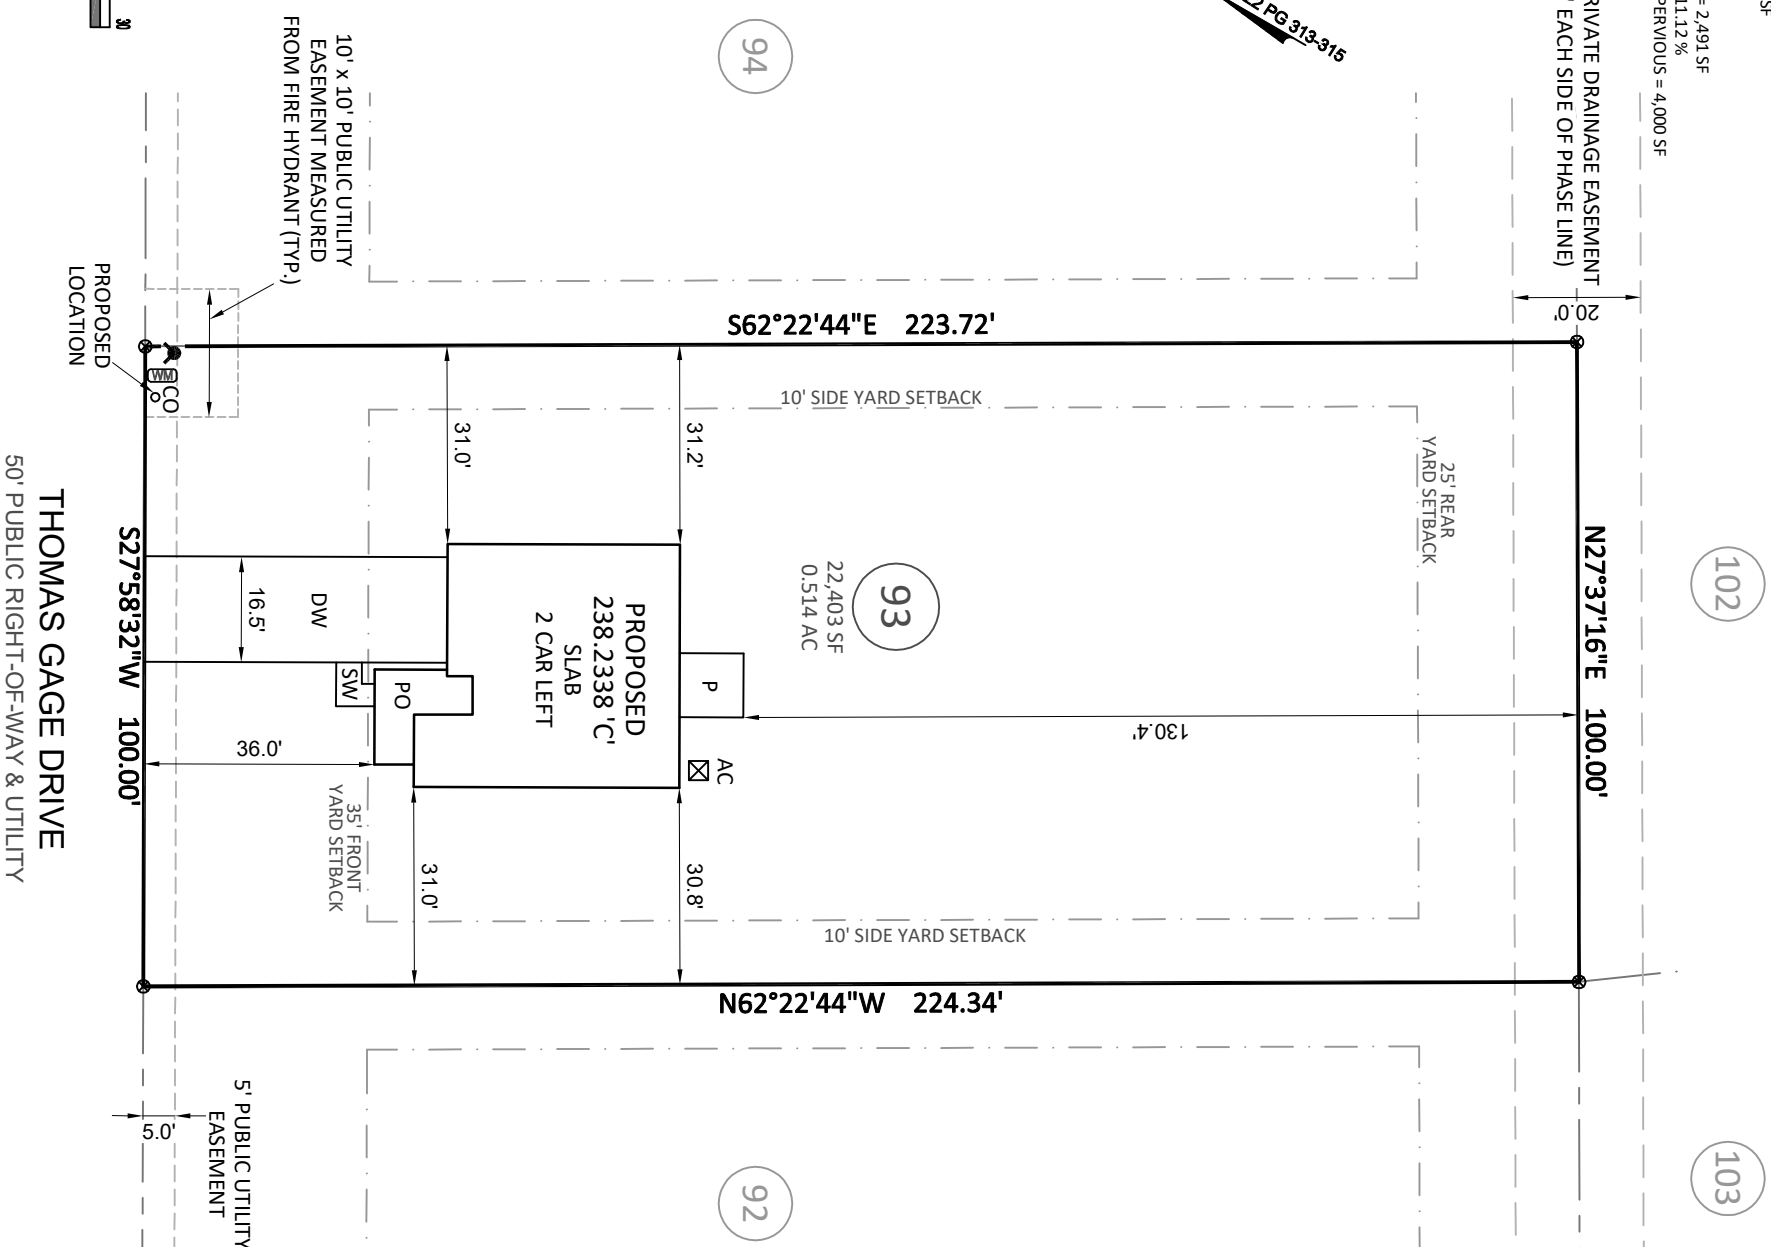 SF
= 2,491 SF
11.12 %
PERVIOUS = 4,000 SF
RIVATE DRAINAGE EASEMENT
' EACH SIDE OF PHASE LINE)
PG 313-315
30
94
102
103
92
10' x 10' PUBLIC UTILITY
EASEMENT MEASURED
FROM FIRE HYDRANT (TYP.)
PROPOSED
LOCATION
WM
CO
20.0'
S62°22'44"E 223.72'
10' SIDE YARD SETBACK
25' REAR
YARD SETBACK
N27°37'16"E 100.00'
31.0'
31.2'
93
22,403 SF
0.514 AC
PROPOSED
238.2338 'C'
SLAB
2 CAR LEFT
P
130.4'
AC
DW
16.5'
SW
PO
36.0'
35' FRONT
YARD SETBACK
31.0'
30.8'
10' SIDE YARD SETBACK
N62°22'44"W 224.34'
S27°58'32"W 100.00'
THOMAS GAGE DRIVE
50' PUBLIC RIGHT-OF-WAY & UTILITY
5' PUBLIC UTILITY
EASEMENT
5.0'